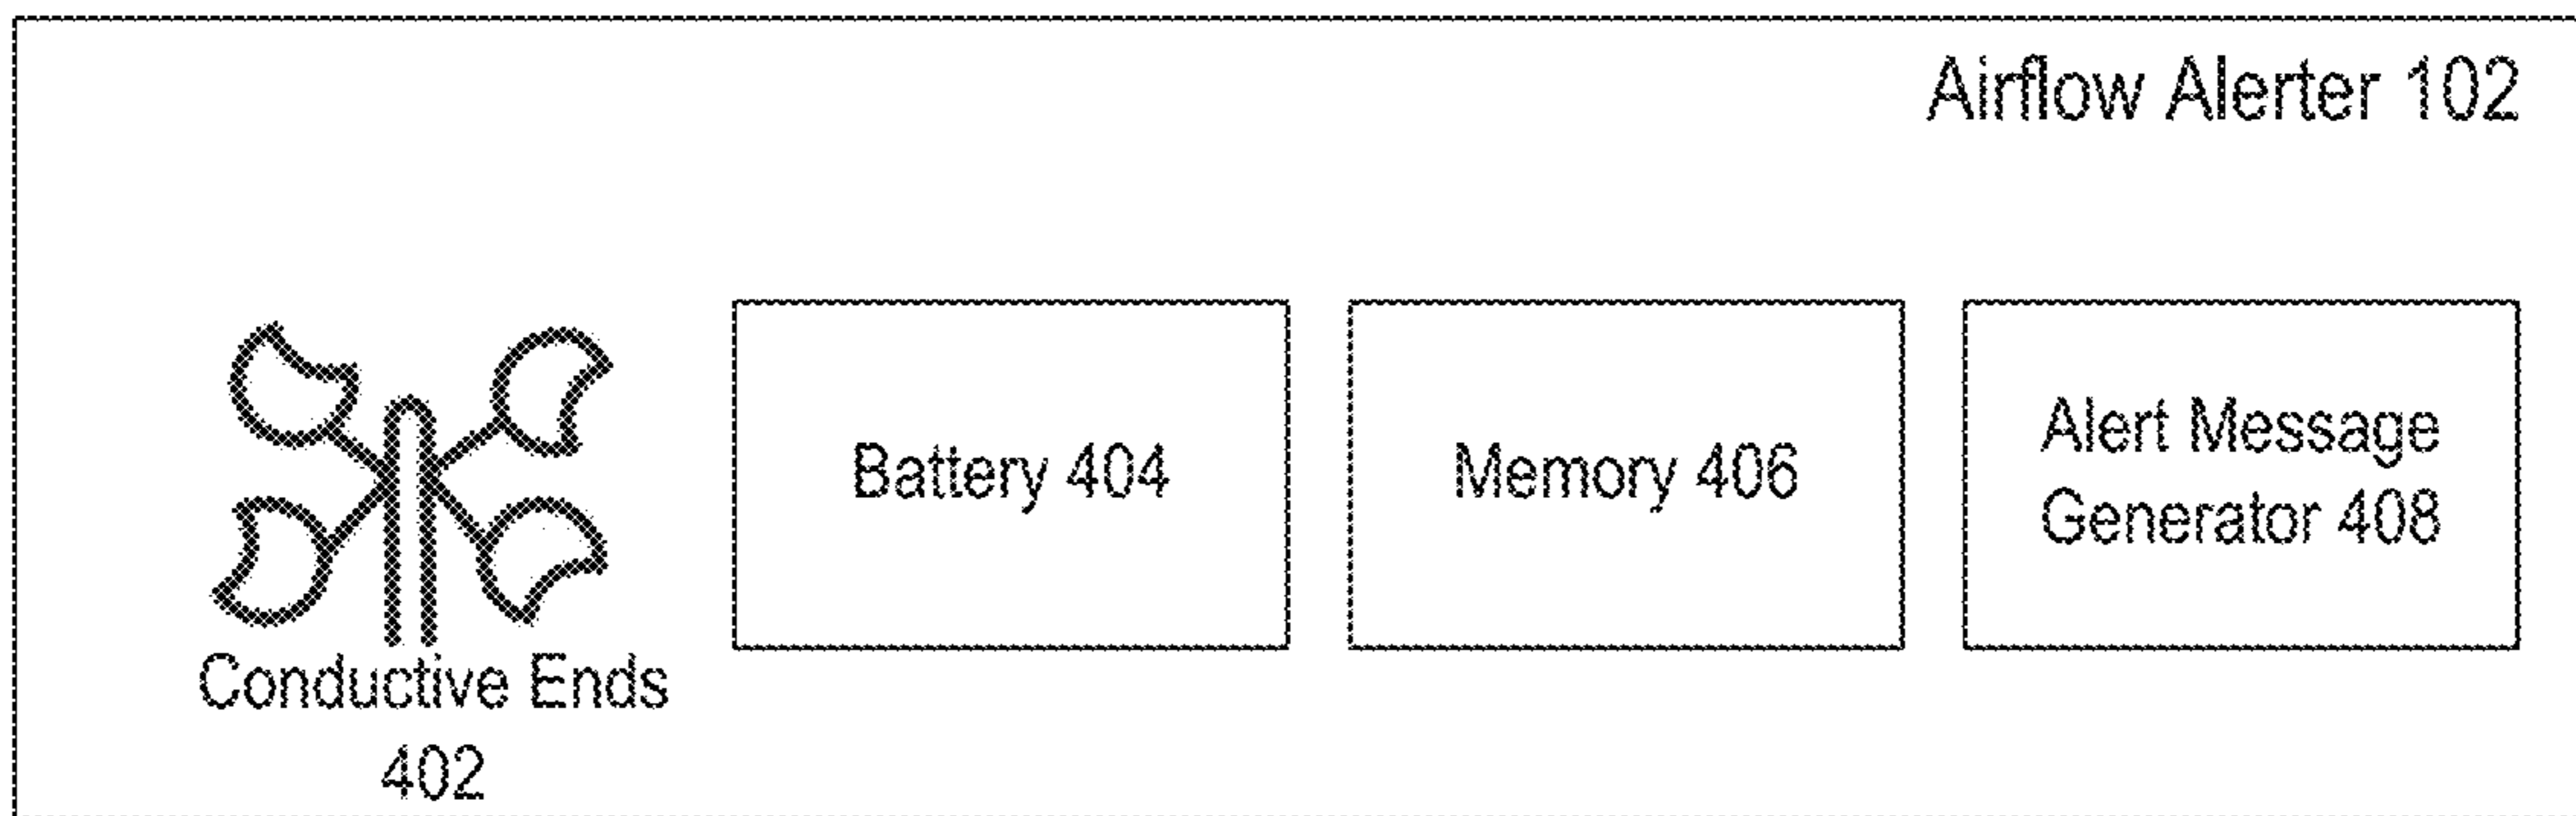 Airflow Alerter 102
Battery 404
Memory 406
Alert Message
Generator 408
Conductive Ends
402